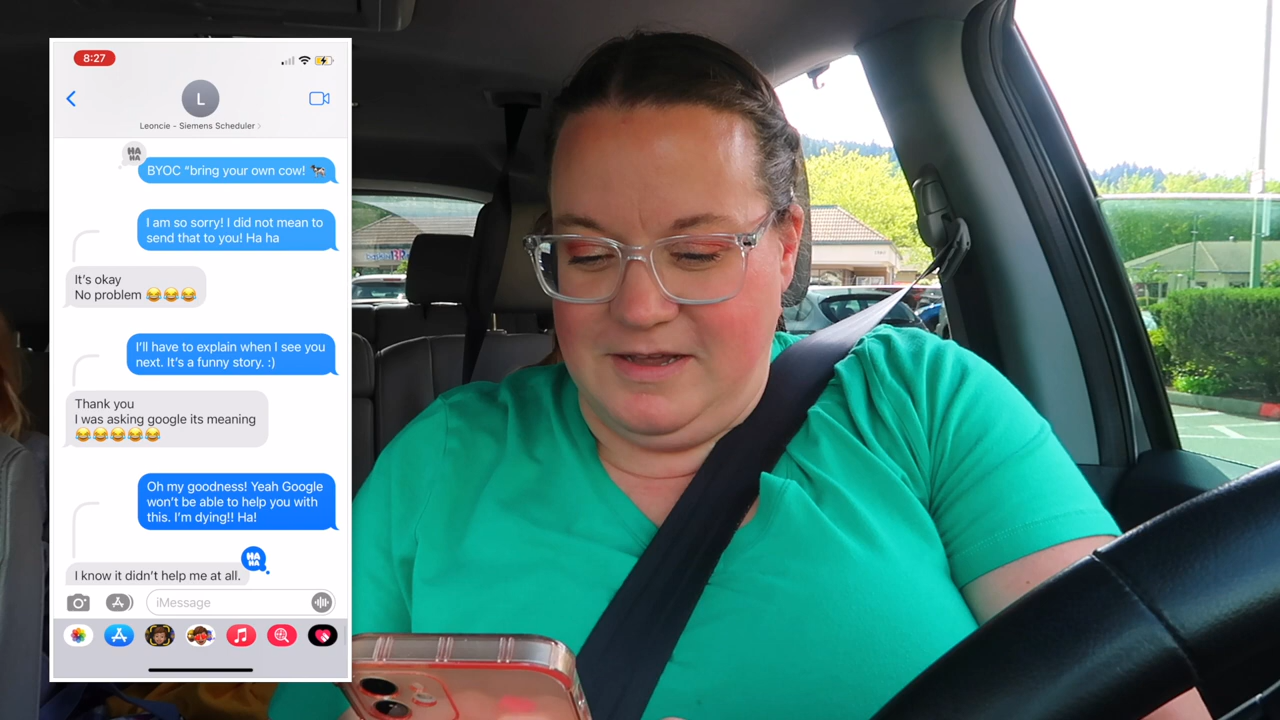 8:27
L
Leoncie - Siemens Scheduler
HA
HA
BYOC “bring your own cow! 🐄
I am so sorry! I did not mean to
send that to you! Ha ha
It’s okay
No problem 😂😂😂
I’ll have to explain when I see you
next. It’s a funny story. :)
Thank you
I was asking google its meaning
😂😂😂😂😂
Oh my goodness! Yeah Google
won’t be able to help you with
this. I’m dying!! Ha!
HA
HA
I know it didn’t help me at all.
iMessage